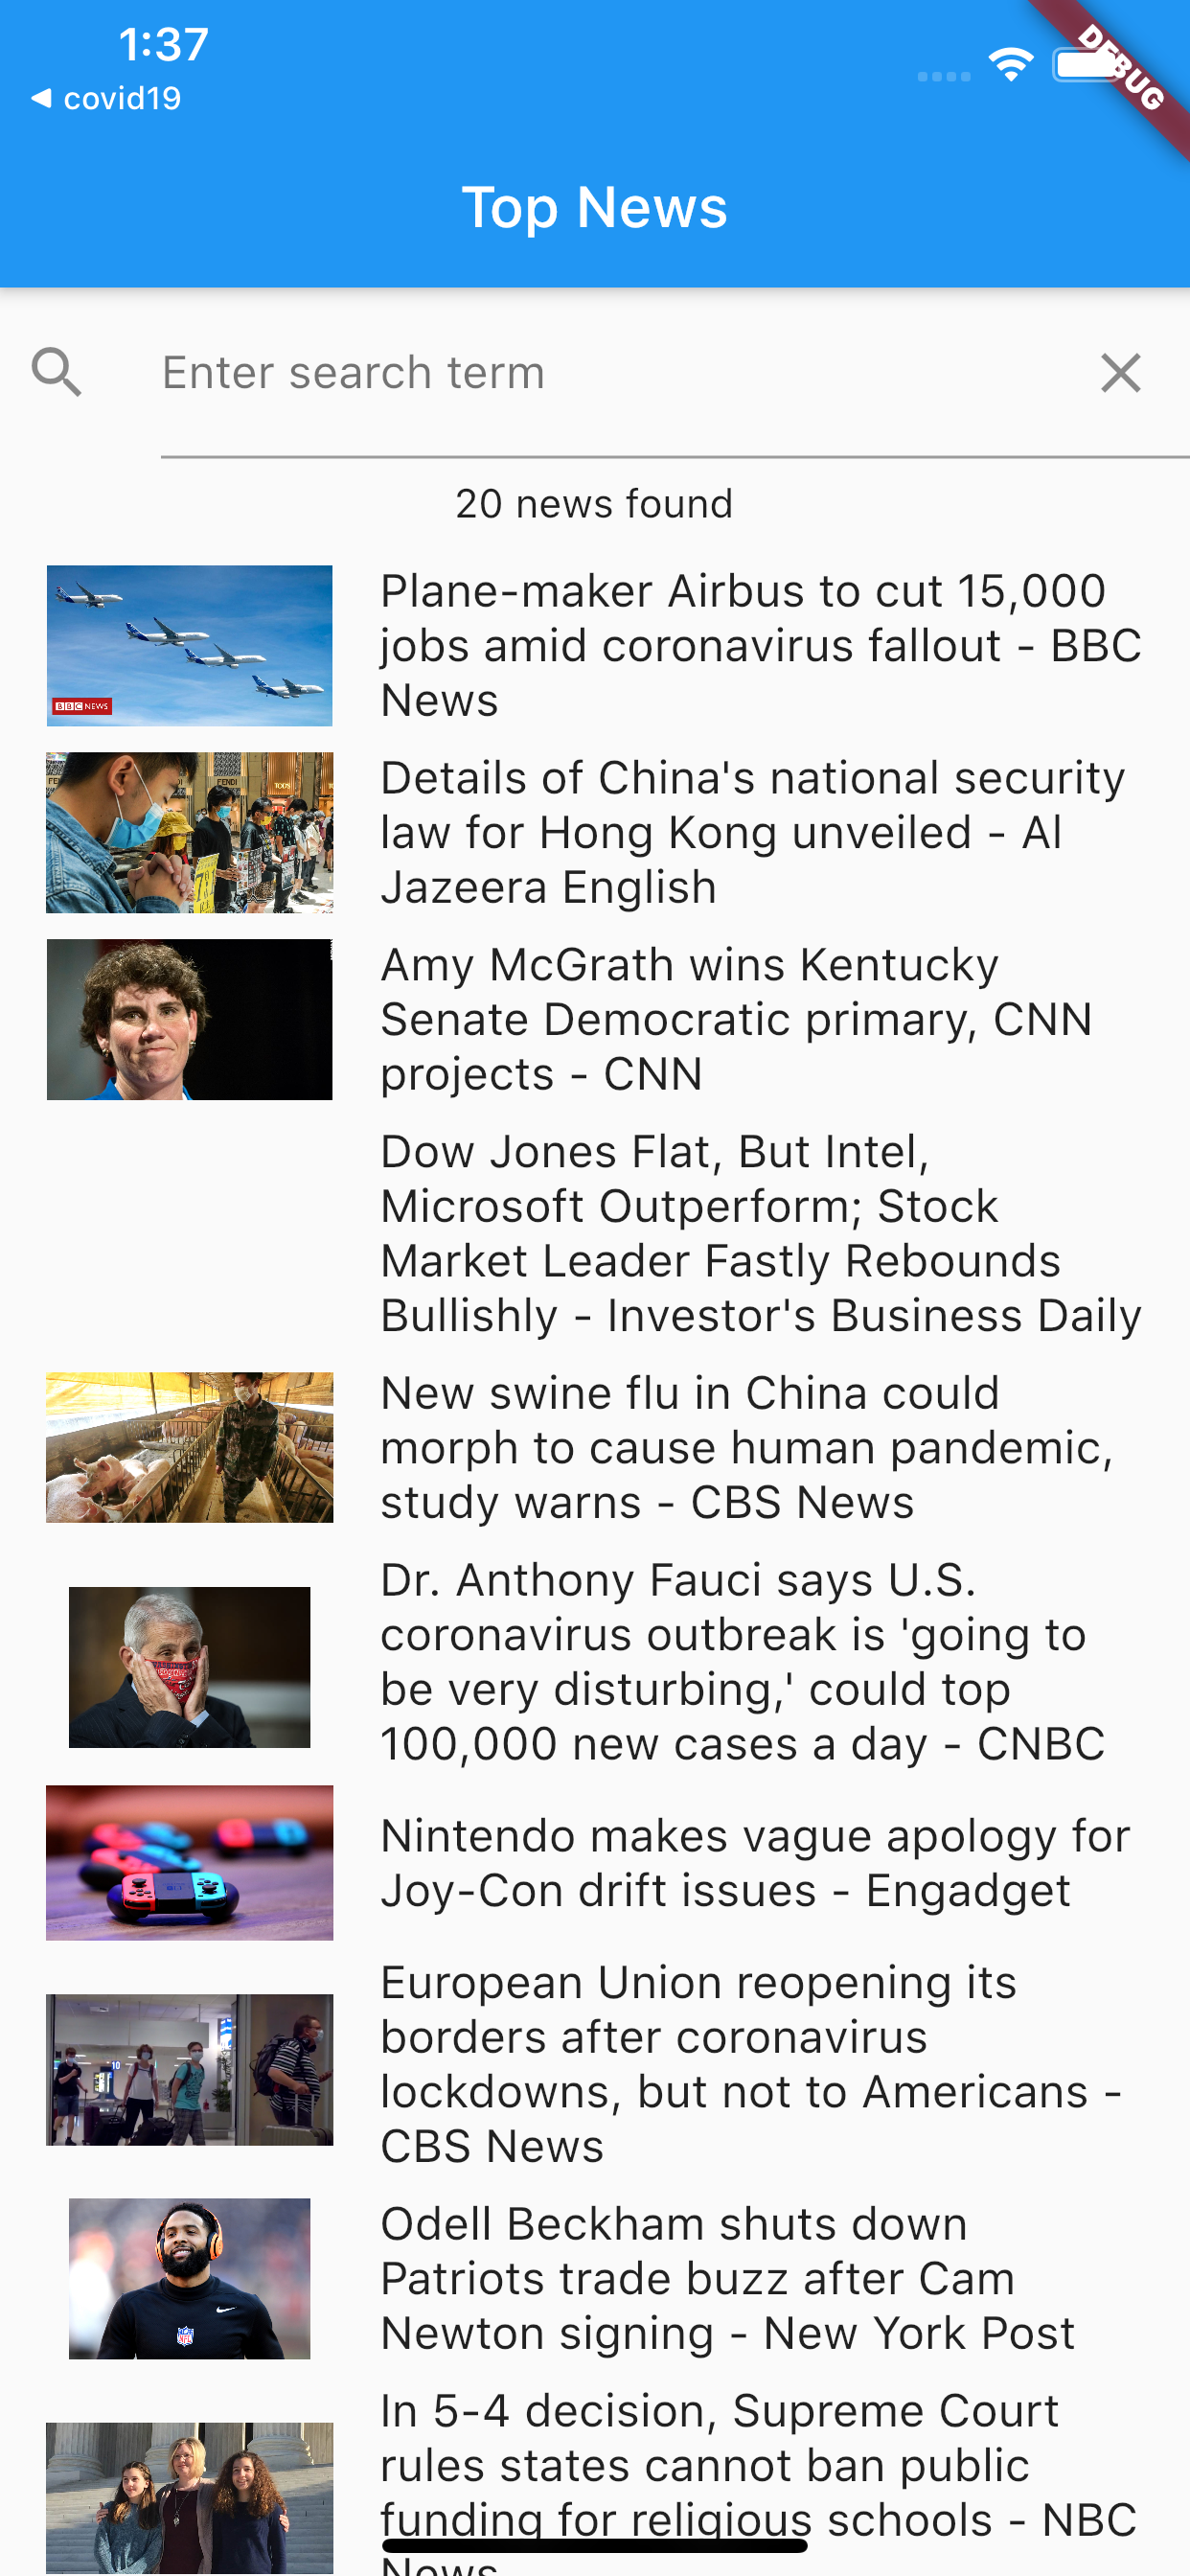 1:37
DEBUG
◀ covid19
Top News
Enter search term
20 news found
Plane-maker Airbus to cut 15,000
jobs amid coronavirus fallout - BBC
News
BBC NEWS
Details of China's national security
law for Hong Kong unveiled - Al
Jazeera English
FENDI
TOD'S
Amy McGrath wins Kentucky
Senate Democratic primary, CNN
projects - CNN
Dow Jones Flat, But Intel,
Microsoft Outperform; Stock
Market Leader Fastly Rebounds
Bullishly - Investor's Business Daily
New swine flu in China could
morph to cause human pandemic,
study warns - CBS News
Dr. Anthony Fauci says U.S.
coronavirus outbreak is 'going to
be very disturbing,' could top
100,000 new cases a day - CNBC
Nintendo makes vague apology for
Joy-Con drift issues - Engadget
European Union reopening its
borders after coronavirus
lockdowns, but not to Americans -
CBS News
10
Odell Beckham shuts down
Patriots trade buzz after Cam
Newton signing - New York Post
NFL
In 5-4 decision, Supreme Court
rules states cannot ban public
funding for religious schools - NBC
News